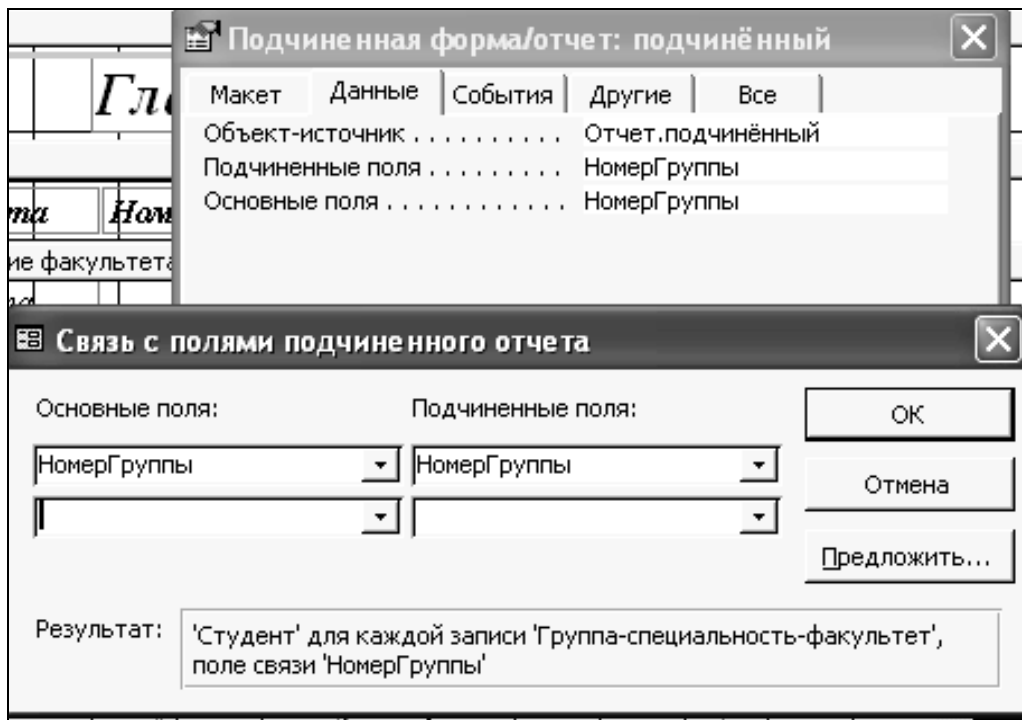 Подчиненная форма/отчет: подчинённый
Гл
Макет Данные События Другие Все
Объект-источник . . . . . . . . . . Отчет.подчинённый
Подчиненные поля . . . . . . . . . НомерГруппы
Основные поля . . . . . . . . . . . . НомерГруппы
та Ном
ие факультета
Связь с полями подчиненного отчета
Основные поля: Подчиненные поля: ОК
НомерГруппы НомерГруппы
Отмена
Предложить...
Результат: 'Студент' для каждой записи 'Группа-специальность-факультет',
поле связи 'НомерГруппы'